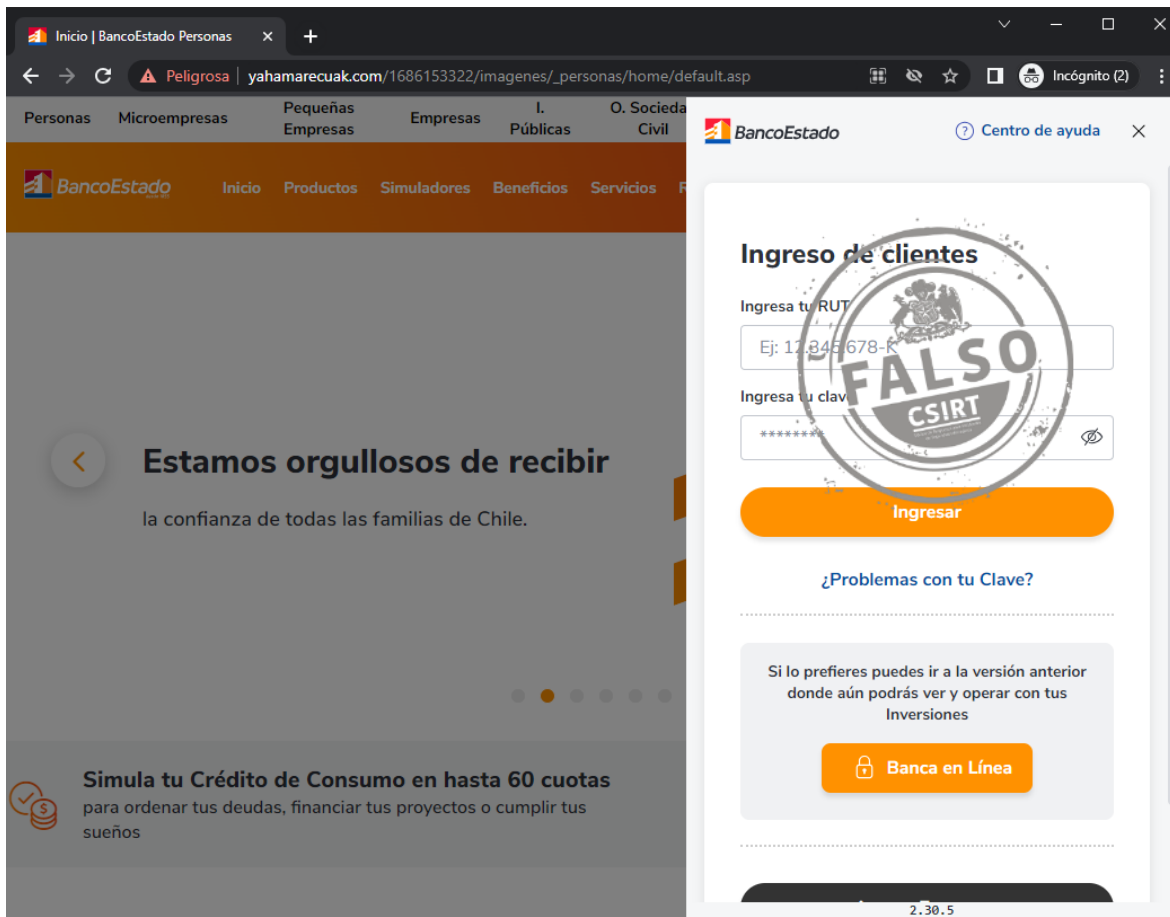 Inicio | BancoEstado Personas
Peligrosa yahamarecuak.com/1686153322/imagenes/_personas/home/default.asp
Incógnito (2)
Personas Microempresas Pequeñas Empresas Empresas I. Públicas O. Sociedad Civil
BancoEstado
Inicio Productos Simuladores Beneficios Servicios R
BancoEstado
Centro de ayuda
Ingreso de clientes
Ingresa tu RUT
Ej: 12.345.678-K
Ingresa tu clave
********
FALSO
CSIRT
Ingresar
¿Problemas con tu Clave?
Si lo prefieres puedes ir a la versión anterior
donde aún podrás ver y operar con tus
Inversiones
Banca en Línea
Estamos orgullosos de recibir
la confianza de todas las familias de Chile.
Simula tu Crédito de Consumo en hasta 60 cuotas
para ordenar tus deudas, financiar tus proyectos o cumplir tus
sueños
2.30.5